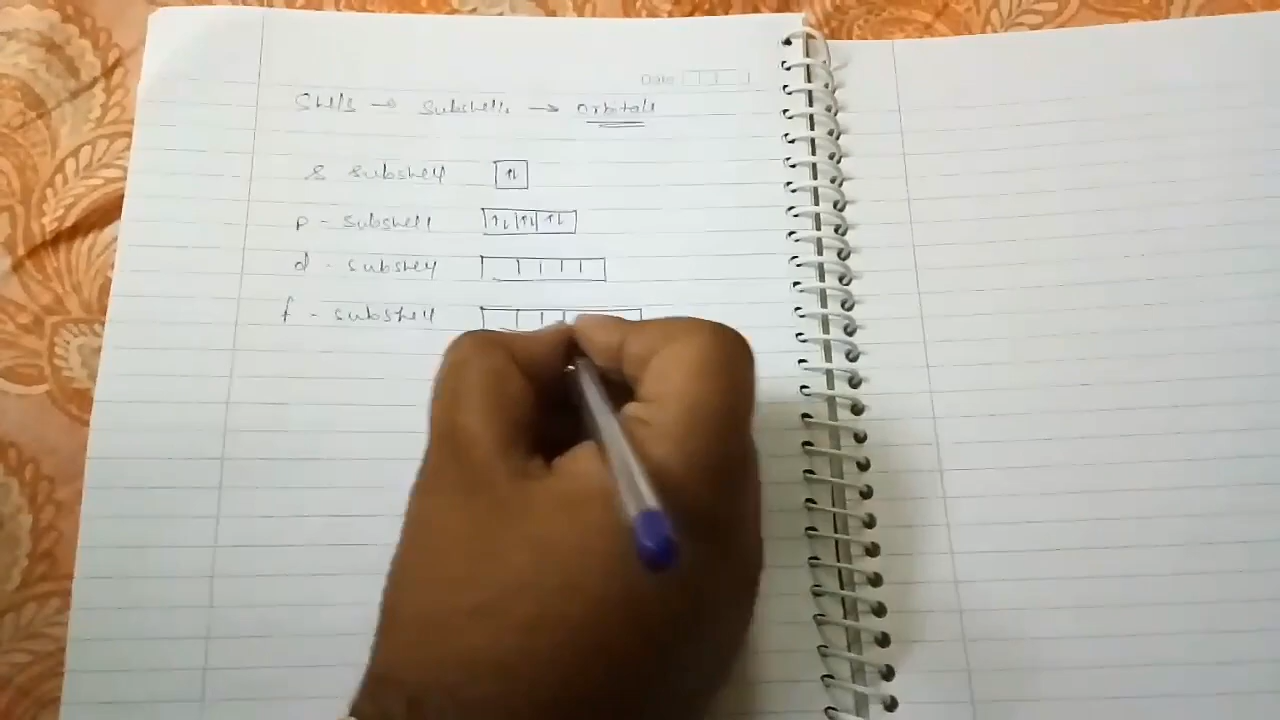 Date
Shells → subshells → orbitals
s subshell ↑↓
p - subshell ↑↓ ↑↓ ↑↓
d - subshell
f - subshell